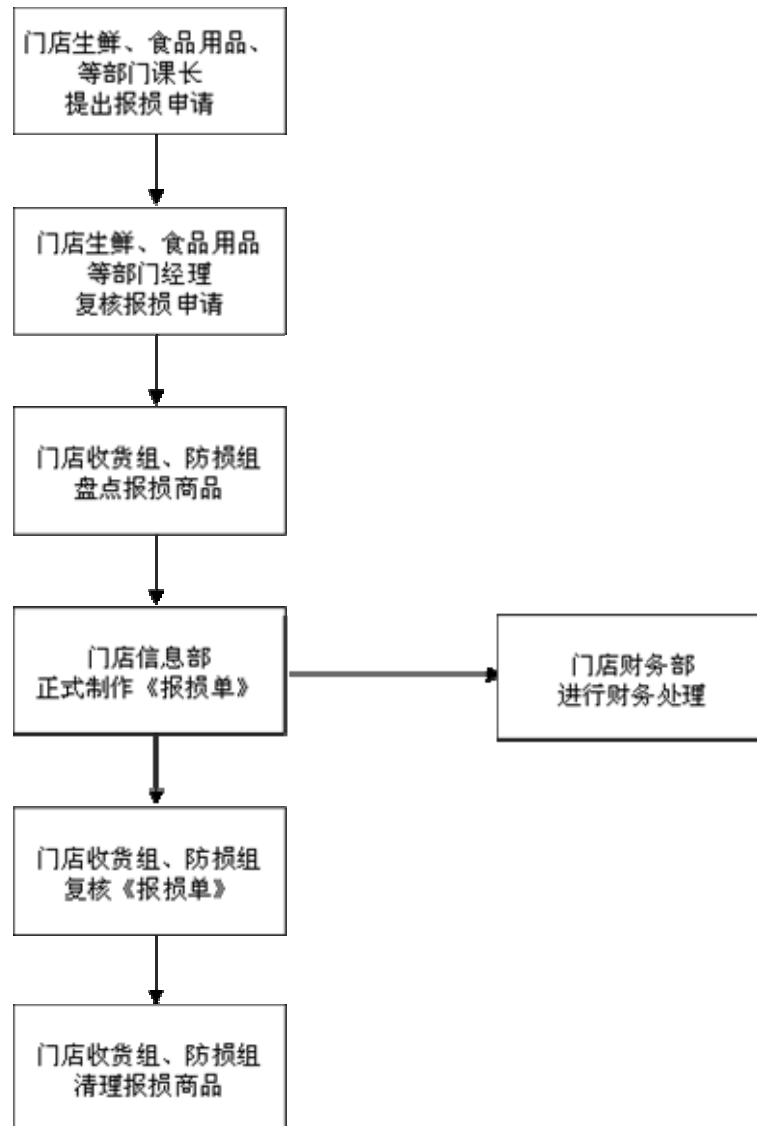 门店生鲜、食品用品、
等部门课长
提出报损申请
门店生鲜、食品用品
等部门经理
复核报损申请
门店收货组、防损组
盘点报损商品
门店信息部
正式制作《报损单》
门店财务部
进行财务处理
门店收货组、防损组
复核《报损单》
门店收货组、防损组
清理报损商品